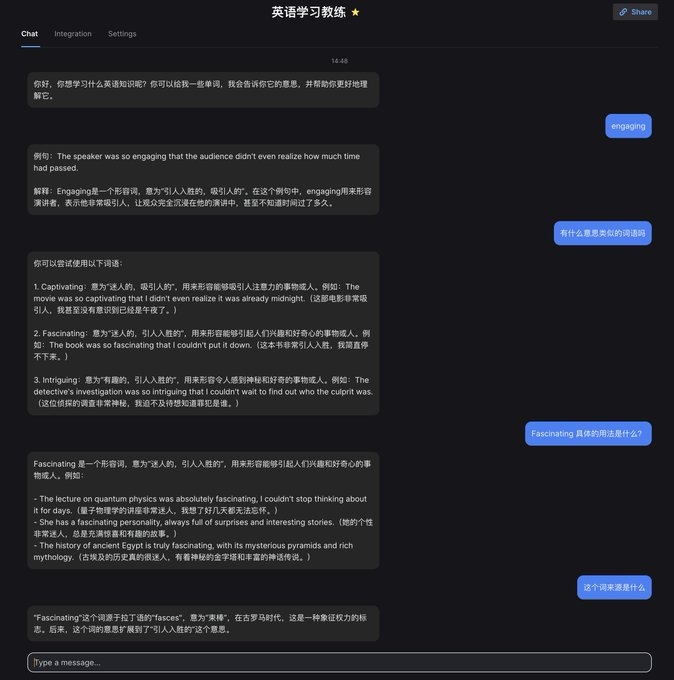 英语学习教练 ⭐
Share
Chat
Integration
Settings
14:48
你好，你想学习什么英语知识呢？你可以给我一些单词，我会告诉你它的意思，并帮助你更好地理
解它。
engaging
例句：The speaker was so engaging that the audience didn't even realize how much time
had passed.
解释：Engaging是一个形容词，意为"引人入胜的，吸引人的"。在这个例句中，engaging用来形容
演讲者，表示他非常吸引人，让观众完全沉浸在他的演讲中，甚至不知道时间过了多久。
有什么意思类似的词语吗
你可以尝试使用以下词语：
1. Captivating：意为"迷人的，吸引人的"，用来形容能够吸引人注意力的事物或人。例如：The
movie was so captivating that I didn't even realize it was already midnight.（这部电影非常吸
引人，我甚至没有意识到已经是午夜了。）
2. Fascinating：意为"迷人的，引人入胜的"，用来形容能够引起人们兴趣和好奇心的事物或人。例
如：The book was so fascinating that I couldn't put it down.（这本书非常引人入胜，我简直停
不下来。）
3. Intriguing：意为"有趣的，引人入胜的"，用来形容令人感到神秘和好奇的事物或人。例如：The
detective's investigation was so intriguing that I couldn't wait to find out who the culprit was.
（这位侦探的调查非常神秘，我迫不及待想知道罪犯是谁。）
Fascinating 具体的用法是什么？
Fascinating 是一个形容词，意为"迷人的，引人入胜的"，用来形容能够引起人们兴趣和好奇心的事
物或人。例如：
- The lecture on quantum physics was absolutely fascinating, I couldn't stop thinking about
it for days.（量子物理学的讲座非常迷人，我想了好几天都无法忘怀。）
- She has a fascinating personality, always full of surprises and interesting stories.（她的个性
非常迷人，总是充满惊喜和有趣的故事。）
- The history of ancient Egypt is truly fascinating, with its mysterious pyramids and rich
mythology.（古埃及的历史真的很迷人，有着神秘的金字塔和丰富的神话传说。）
这个词来源是什么
"Fascinating"这个词源于拉丁语的"fasces"，意为"束棒"，在古罗马时代，这是一种象征权力的标
志。后来，这个词的意思扩展到了"引人入胜的"这个意思。
Type a message...